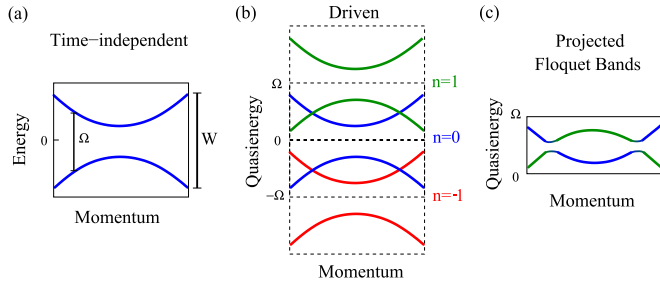 (a)
Time−independent
Energy
0
Ω
W
Momentum
(b)
Driven
Quasienergy
Ω
0
−Ω
n=1
n=0
n=-1
Momentum
(c)
Projected
Floquet Bands
Quasienergy
Ω
0
Momentum